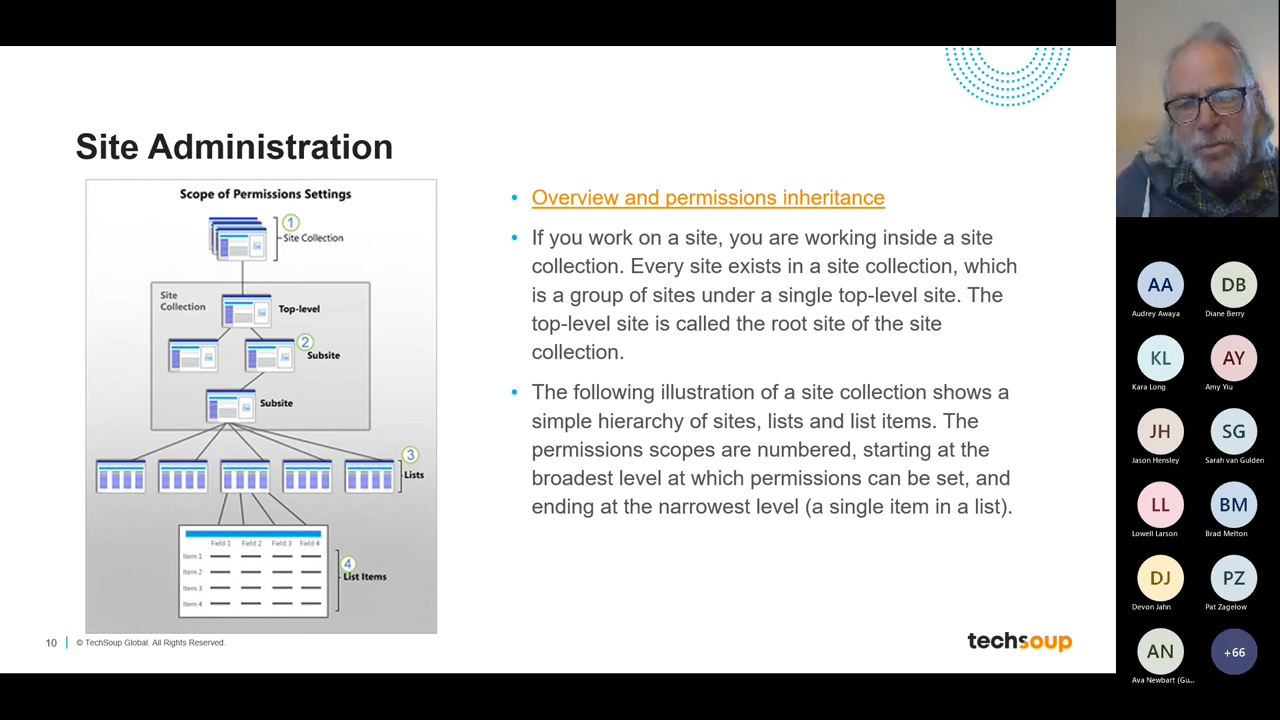 Site Administration
Scope of Permissions Settings
1
Site Collection
Site
Collection
Top-level
2
Subsite
Subsite
3
Lists
Field 1 Field 2 Field 3 Field 4
Item 1
Item 2
Item 3
Item 4
4
List Items
• Overview and permissions inheritance
• If you work on a site, you are working inside a site
collection. Every site exists in a site collection, which
is a group of sites under a single top-level site. The
top-level site is called the root site of the site
collection.
• The following illustration of a site collection shows a
simple hierarchy of sites, lists and list items. The
permissions scopes are numbered, starting at the
broadest level at which permissions can be set, and
ending at the narrowest level (a single item in a list).
10 | © TechSoup Global. All Rights Reserved.
techsoup
AA DB
Audrey Awaya Diane Berry
KL AY
Kara Long Amy Yiu
JH SG
Jason Hensley Sarah van Gulden
LL BM
Lowell Larson Brad Melton
DJ PZ
Devon Jahn Pat Zagelow
AN +66
Ava Newbart (Gu...